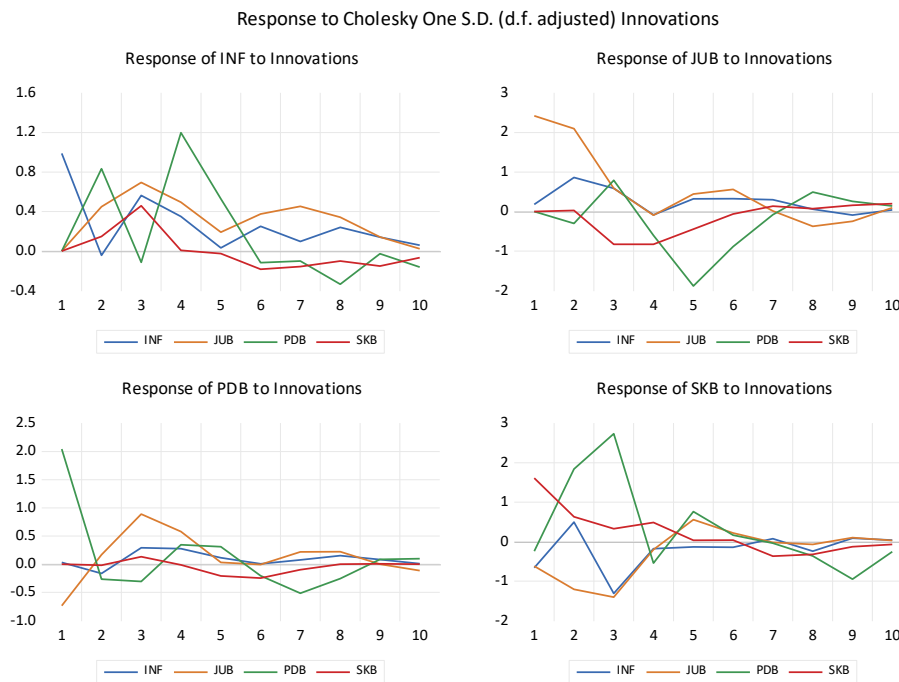 Response to Cholesky One S.D. (d.f. adjusted) Innovations
Response of INF to Innovations
1.6
1.2
0.8
0.4
0.0
-0.4
1 2 3 4 5 6 7 8 9 10
INF JUB PDB SKB
Response of JUB to Innovations
3
2
1
0
-1
-2
1 2 3 4 5 6 7 8 9 10
INF JUB PDB SKB
Response of PDB to Innovations
2.5
2.0
1.5
1.0
0.5
0.0
-0.5
-1.0
1 2 3 4 5 6 7 8 9 10
INF JUB PDB SKB
Response of SKB to Innovations
3
2
1
0
-1
-2
1 2 3 4 5 6 7 8 9 10
INF JUB PDB SKB